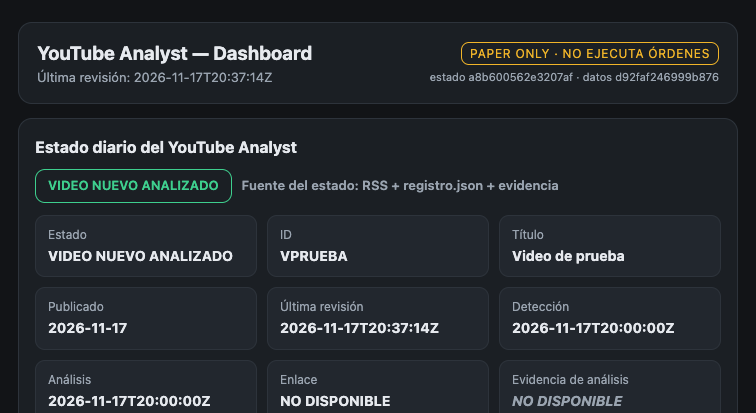 YouTube Analyst — Dashboard
PAPER ONLY · NO EJECUTA ÓRDENES
Última revisión: 2026-11-17T20:37:14Z
estado a8b600562e3207af · datos d92faf246999b876
Estado diario del YouTube Analyst
VIDEO NUEVO ANALIZADO
Fuente del estado: RSS + registro.json + evidencia
Estado
VIDEO NUEVO ANALIZADO
ID
VPRUEBA
Título
Video de prueba
Publicado
2026-11-17
Última revisión
2026-11-17T20:37:14Z
Detección
2026-11-17T20:00:00Z
Análisis
2026-11-17T20:00:00Z
Enlace
NO DISPONIBLE
Evidencia de análisis
NO DISPONIBLE